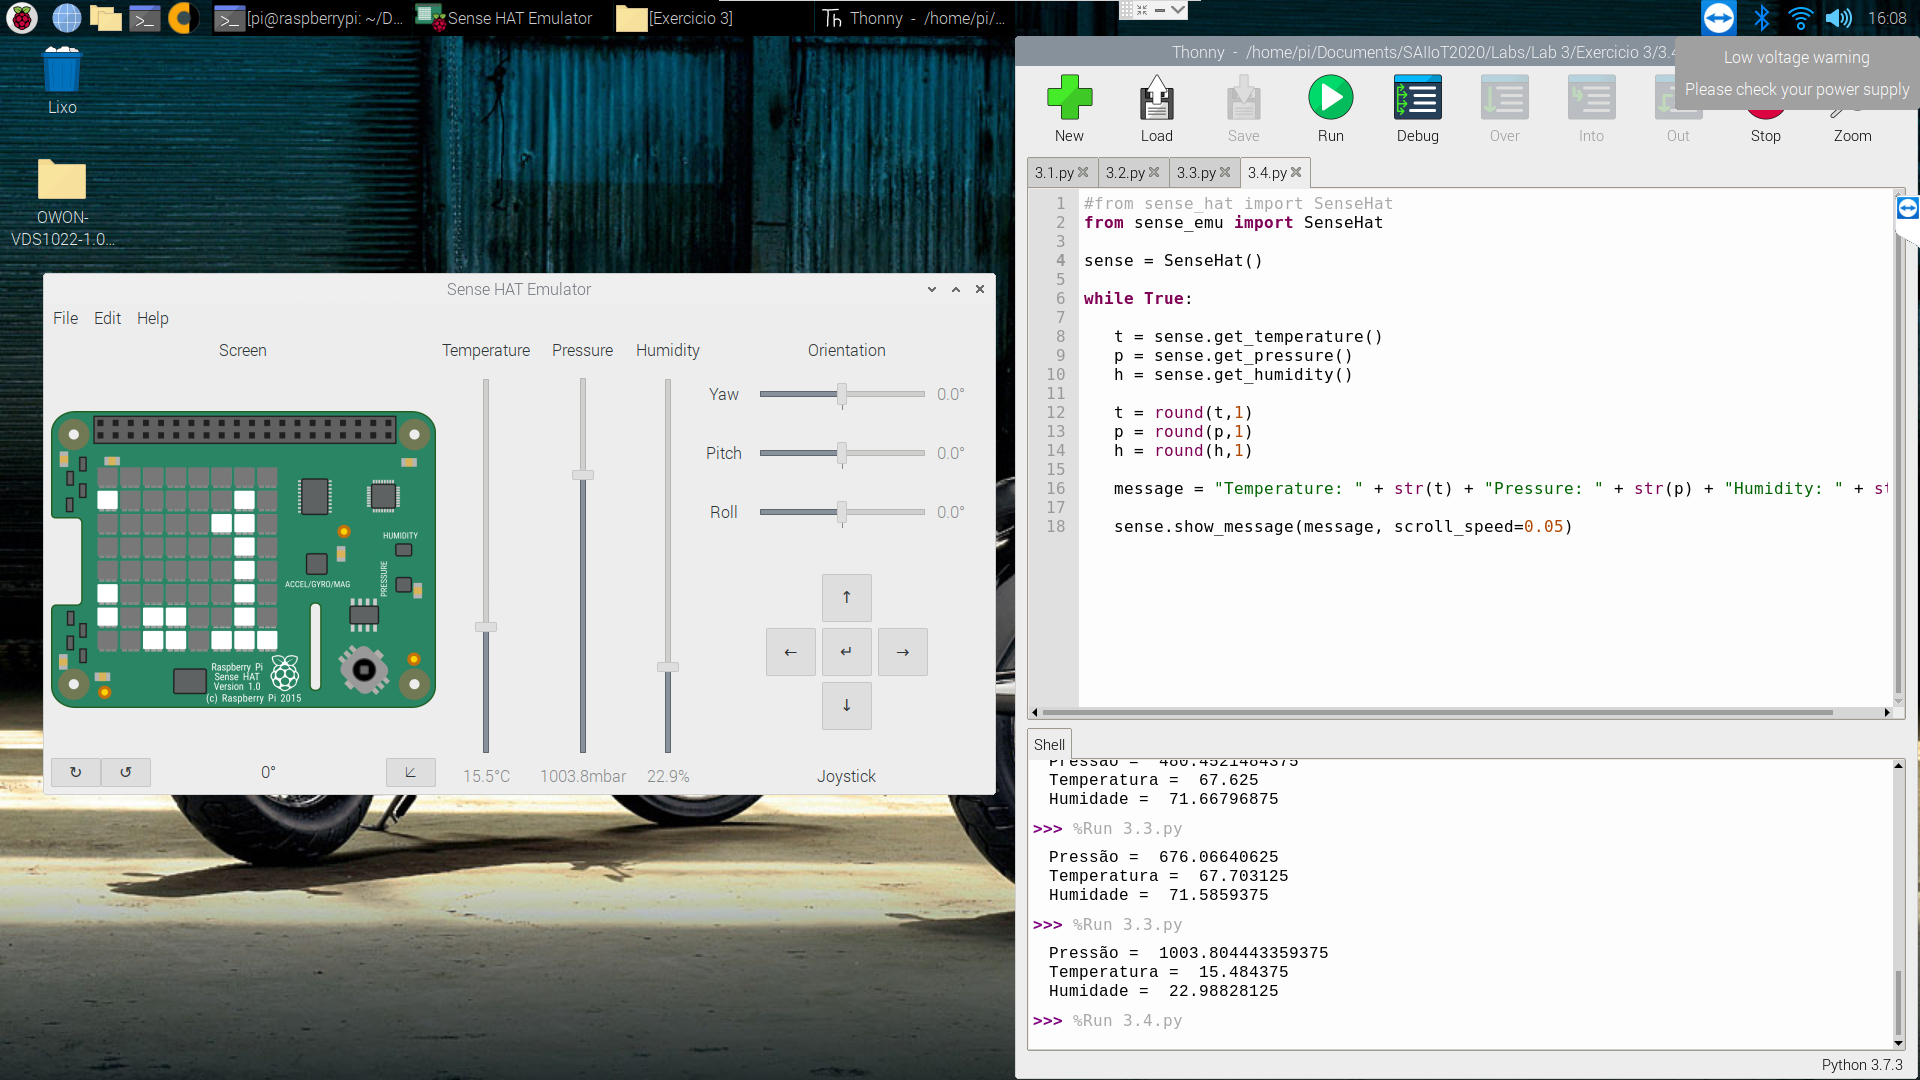 [pi@raspberrypi: ~/D...
Sense HAT Emulator
[Exercicio 3]
Thonny - /home/pi/...
16:08
Lixo
OWON-
VDS1022-1.0...
Low voltage warning
Please check your power supply
Sense HAT Emulator
File Edit Help
Screen
Temperature
Pressure
Humidity
Orientation
Yaw
0.0°
Pitch
0.0°
Roll
0.0°
HUMIDITY
PRESSURE
ACCEL/GYRO/MAG
Raspberry Pi
Sense HAT
Version 1.0
(c) Raspberry Pi 2015
↑
← ↵ →
↓
0°
15.5°C
1003.8mbar
22.9%
Joystick
Thonny - /home/pi/Documents/SAIIoT2020/Labs/Lab 3/Exercicio 3/3.4
New
Load
Save
Run
Debug
Over
Into
Out
Stop
Zoom
3.1.py
3.2.py
3.3.py
3.4.py
1 #from sense_hat import SenseHat
2 from sense_emu import SenseHat
3
4 sense = SenseHat()
5
6 while True:
7
8 t = sense.get_temperature()
9 p = sense.get_pressure()
10 h = sense.get_humidity()
11
12 t = round(t,1)
13 p = round(p,1)
14 h = round(h,1)
15
16 message = "Temperature: " + str(t) + "Pressure: " + str(p) + "Humidity: " + st
17
18 sense.show_message(message, scroll_speed=0.05)
Shell
Pressão = 480.4521484375
Temperatura = 67.625
Humidade = 71.66796875
>>> %Run 3.3.py
Pressão = 676.06640625
Temperatura = 67.703125
Humidade = 71.5859375
>>> %Run 3.3.py
Pressão = 1003.804443359375
Temperatura = 15.484375
Humidade = 22.98828125
>>> %Run 3.4.py
Python 3.7.3